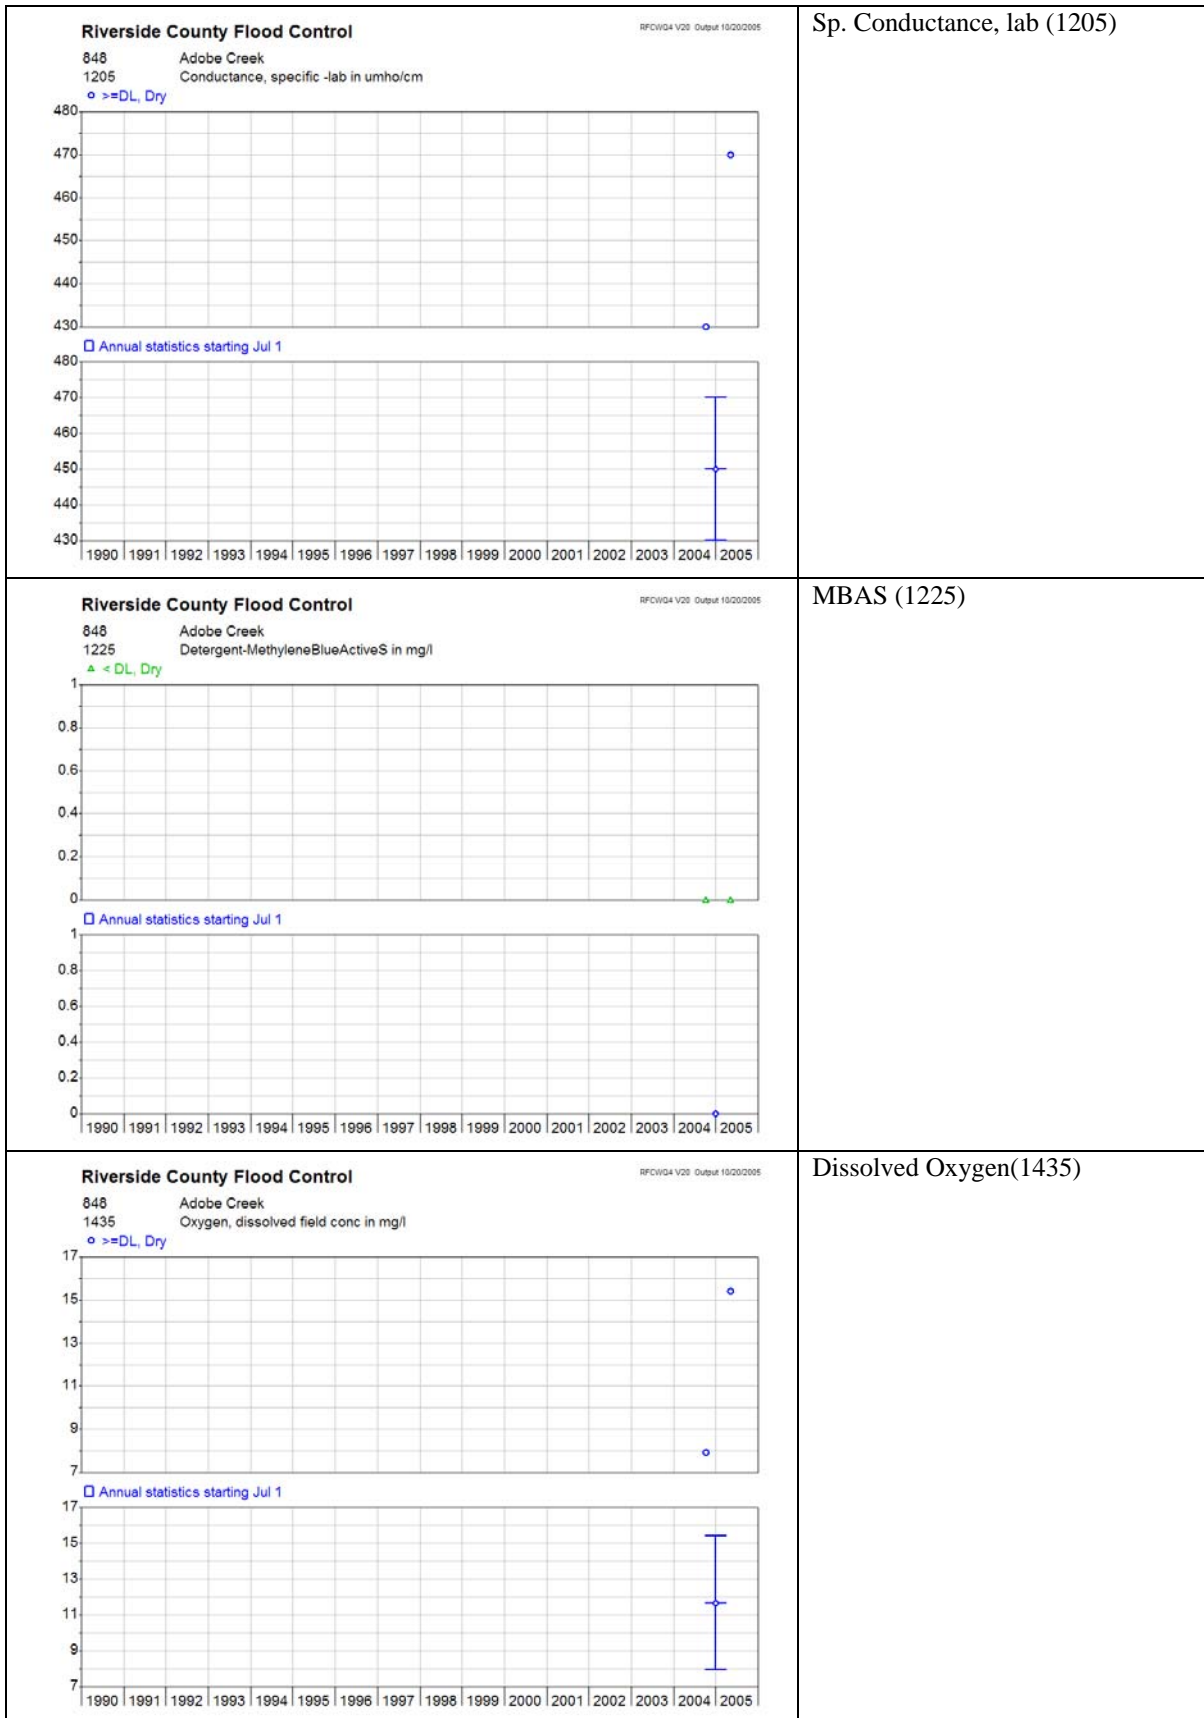 Riverside County Flood Control
RFCWQ4 V20 Output 10/20/2005
848 Adobe Creek
1205 Conductance, specific -lab in umho/cm
>=DL, Dry
480
470
460
450
440
430
Annual statistics starting Jul 1
480
470
460
450
440
430
1990 1991 1992 1993 1994 1995 1996 1997 1998 1999 2000 2001 2002 2003 2004 2005
Sp. Conductance, lab (1205)
Riverside County Flood Control
RFCWQ4 V20 Output 10/20/2005
848 Adobe Creek
1225 Detergent-MethyleneBlueActiveS in mg/l
< DL, Dry
1
0.8
0.6
0.4
0.2
0
Annual statistics starting Jul 1
1
0.8
0.6
0.4
0.2
0
1990 1991 1992 1993 1994 1995 1996 1997 1998 1999 2000 2001 2002 2003 2004 2005
MBAS (1225)
Riverside County Flood Control
RFCWQ4 V20 Output 10/20/2005
848 Adobe Creek
1435 Oxygen, dissolved field conc in mg/l
>=DL, Dry
17
15
13
11
9
7
Annual statistics starting Jul 1
17
15
13
11
9
7
1990 1991 1992 1993 1994 1995 1996 1997 1998 1999 2000 2001 2002 2003 2004 2005
Dissolved Oxygen(1435)